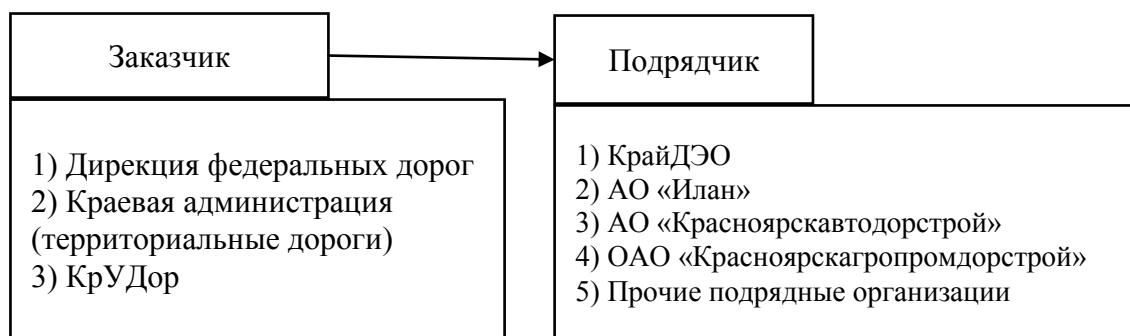 Заказчик
Подрядчик
1) Дирекция федеральных дорог
2) Краевая администрация
(территориальные дороги)
3) КрУДор
1) КрайДЭО
2) АО «Илан»
3) АО «Красноярскавтодорстрой»
4) ОАО «Красноярскагропромдорстрой»
5) Прочие подрядные организации